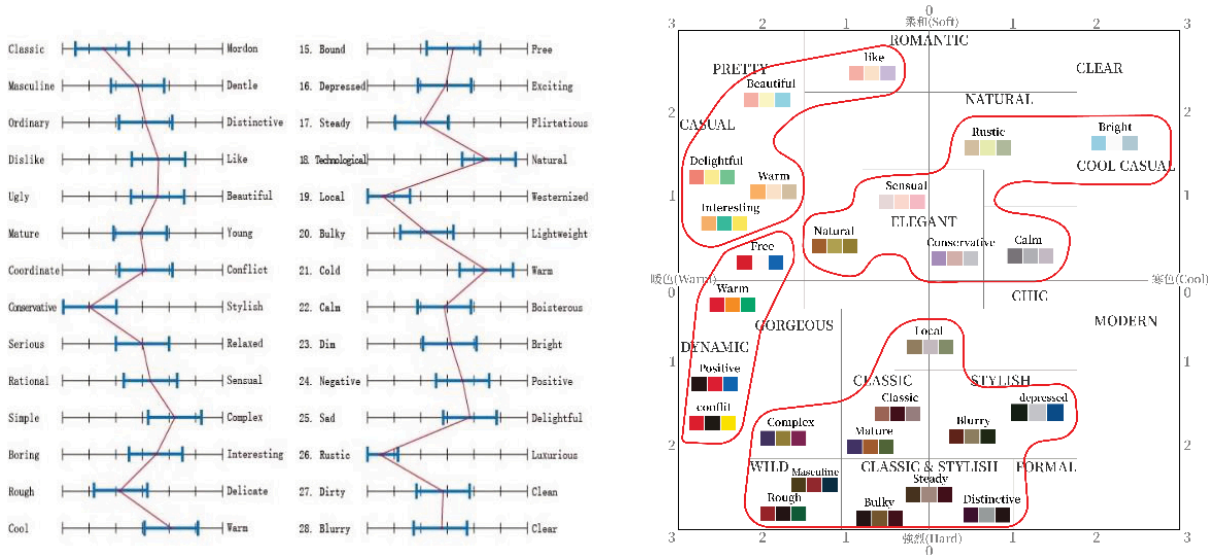 Classic Mordon
Masculine Dentle
Ordinary Distinctive
Dislike Like
Ugly Beautiful
Mature Young
Coordinate Conflict
Conservative Stylish
Serious Relaxed
Rational Sensual
Simple Complex
Boring Interesting
Rough Delicate
Cool Warm
15. Bound Free
16. Depressed Exciting
17. Steady Flirtatious
18. Technological Natural
19. Local Westernized
20. Bulky Lightweight
21. Cold Warm
22. Calm Boisterous
23. Dim Bright
24. Negative Positive
25. Sad Delightful
26. Rustic Luxurious
27. Dirty Clean
28. Blurry Clear
3 2 1 0 1 2 3
柔和(Soft)
ROMANTIC
like
PRETTY
CLEAR
Beautiful
NATURAL
2 2
CASUAL
Rustic
Bright
Delightful
COOL CASUAL
Warm
Sensual
1 1
Interesting
ELEGANT
Natural
Conservative
Calm
Free
暖色(Warm) 寒色(Cool)
0 0
Warm
CHIC
GORGEOUS
MODERN
Local
DYNAMIC
1 1
Positive
CLASSIC
STYLISH
Classic
depressed
conflit
Complex
Blurry
Mature
2 2
WILD
CLASSIC & STYLISH
FORMAL
Masculine
Steady
Rough
Bulky
Distinctive
3 2 1 強烈(Hard) 1 2 3
0